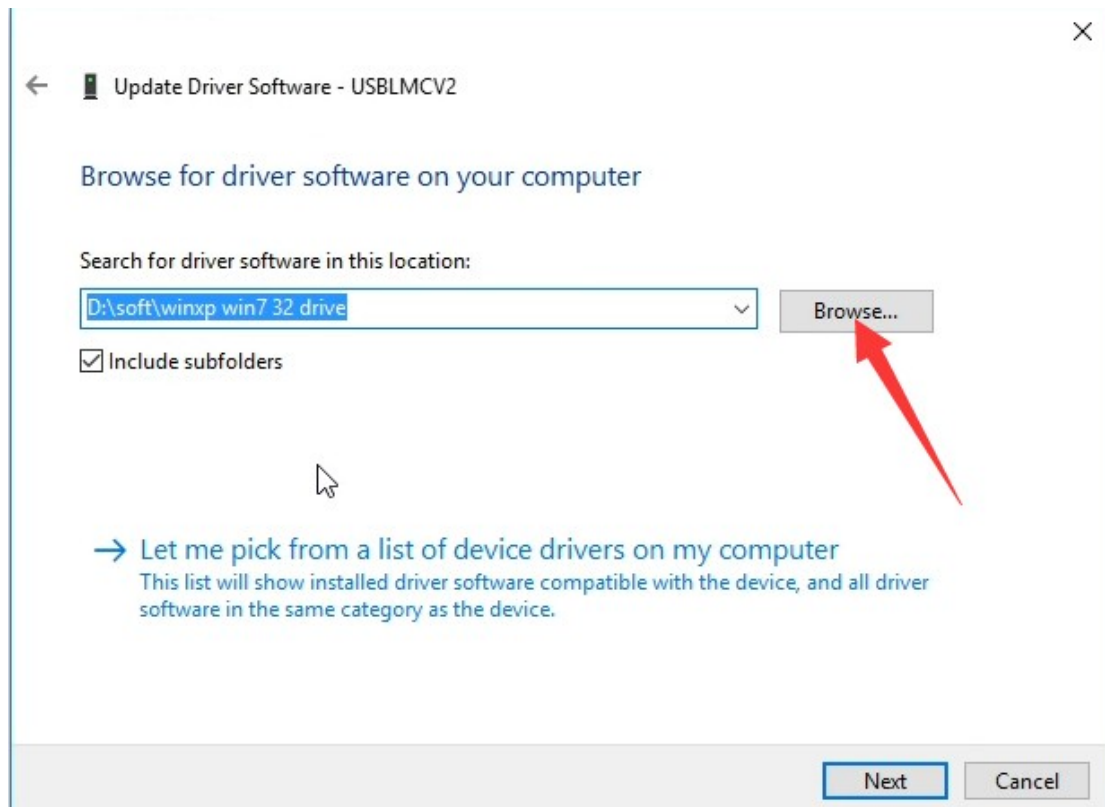 Update Driver Software - USBLMCV2
Browse for driver software on your computer
Search for driver software in this location:
D:\soft\winxp win7 32 drive
Browse...
Include subfolders
Let me pick from a list of device drivers on my computer
This list will show installed driver software compatible with the device, and all driver
software in the same category as the device.
Next
Cancel